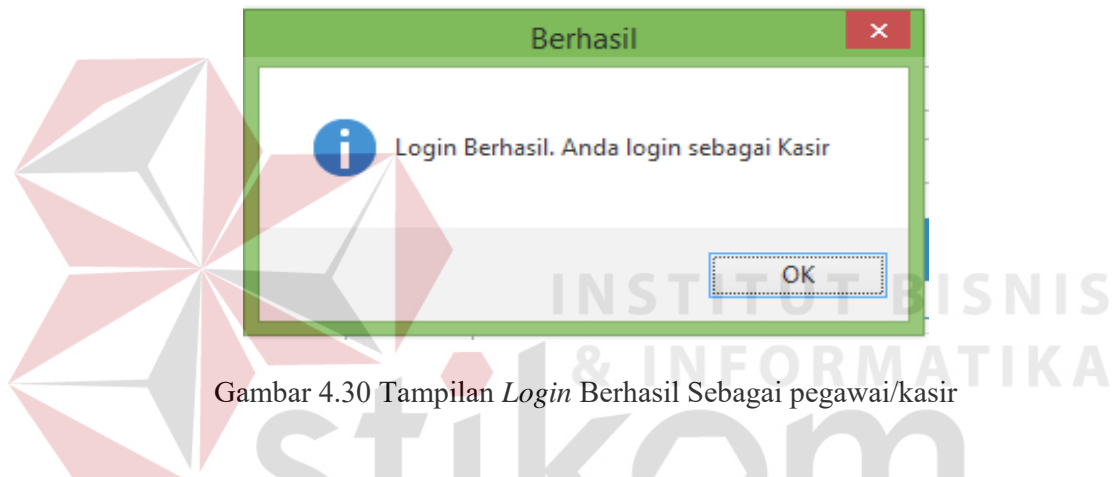 Berhasil
Login Berhasil. Anda login sebagai Kasir
OK
INSTITUT BISNIS
& INFORMATIKA
Gambar 4.30 Tampilan Login Berhasil Sebagai pegawai/kasir
stikom